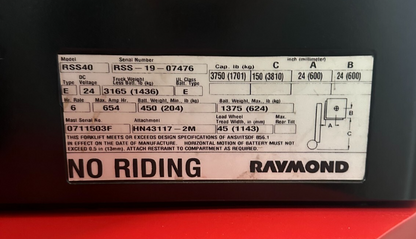 Model Serial Number Cap. lb (kg) C inch (millimeter) A B
RSS40 RSS-19-07476 3750 (1701) 150 (3810) 24 (600) 24 (600)
Type DC Voltage Truck Weight Less Batt. lb (kg) UL Class Batt. Type
E 24 3165 (1436) E
Hr. Rate Max. Amp Hr. Batt. Weight (Min.) lb (kg) Batt. Weight (Max.) lb (kg)
6 654 450 (204) 1375 (624)
Mast Serial No Attachment Load Wheel Tread Width in (mm) Max. Rear Tilt
0711503F HN43117-2M 45 (1143)
A B C
THIS FORKLIFT MEETS OR EXCEEDS DESIGN SPECIFICATIONS OF ANSI/ITSDF B56.1
IN EFFECT ON THE DATE OF MANUFACTURE. HORIZONTAL MOTION OF BATTERY MUST NOT
EXCEED 0.5 in (13mm). ATTACH RESTRAINT TO COMPARTMENT AS REQUIRED.
NO RIDING RAYMOND